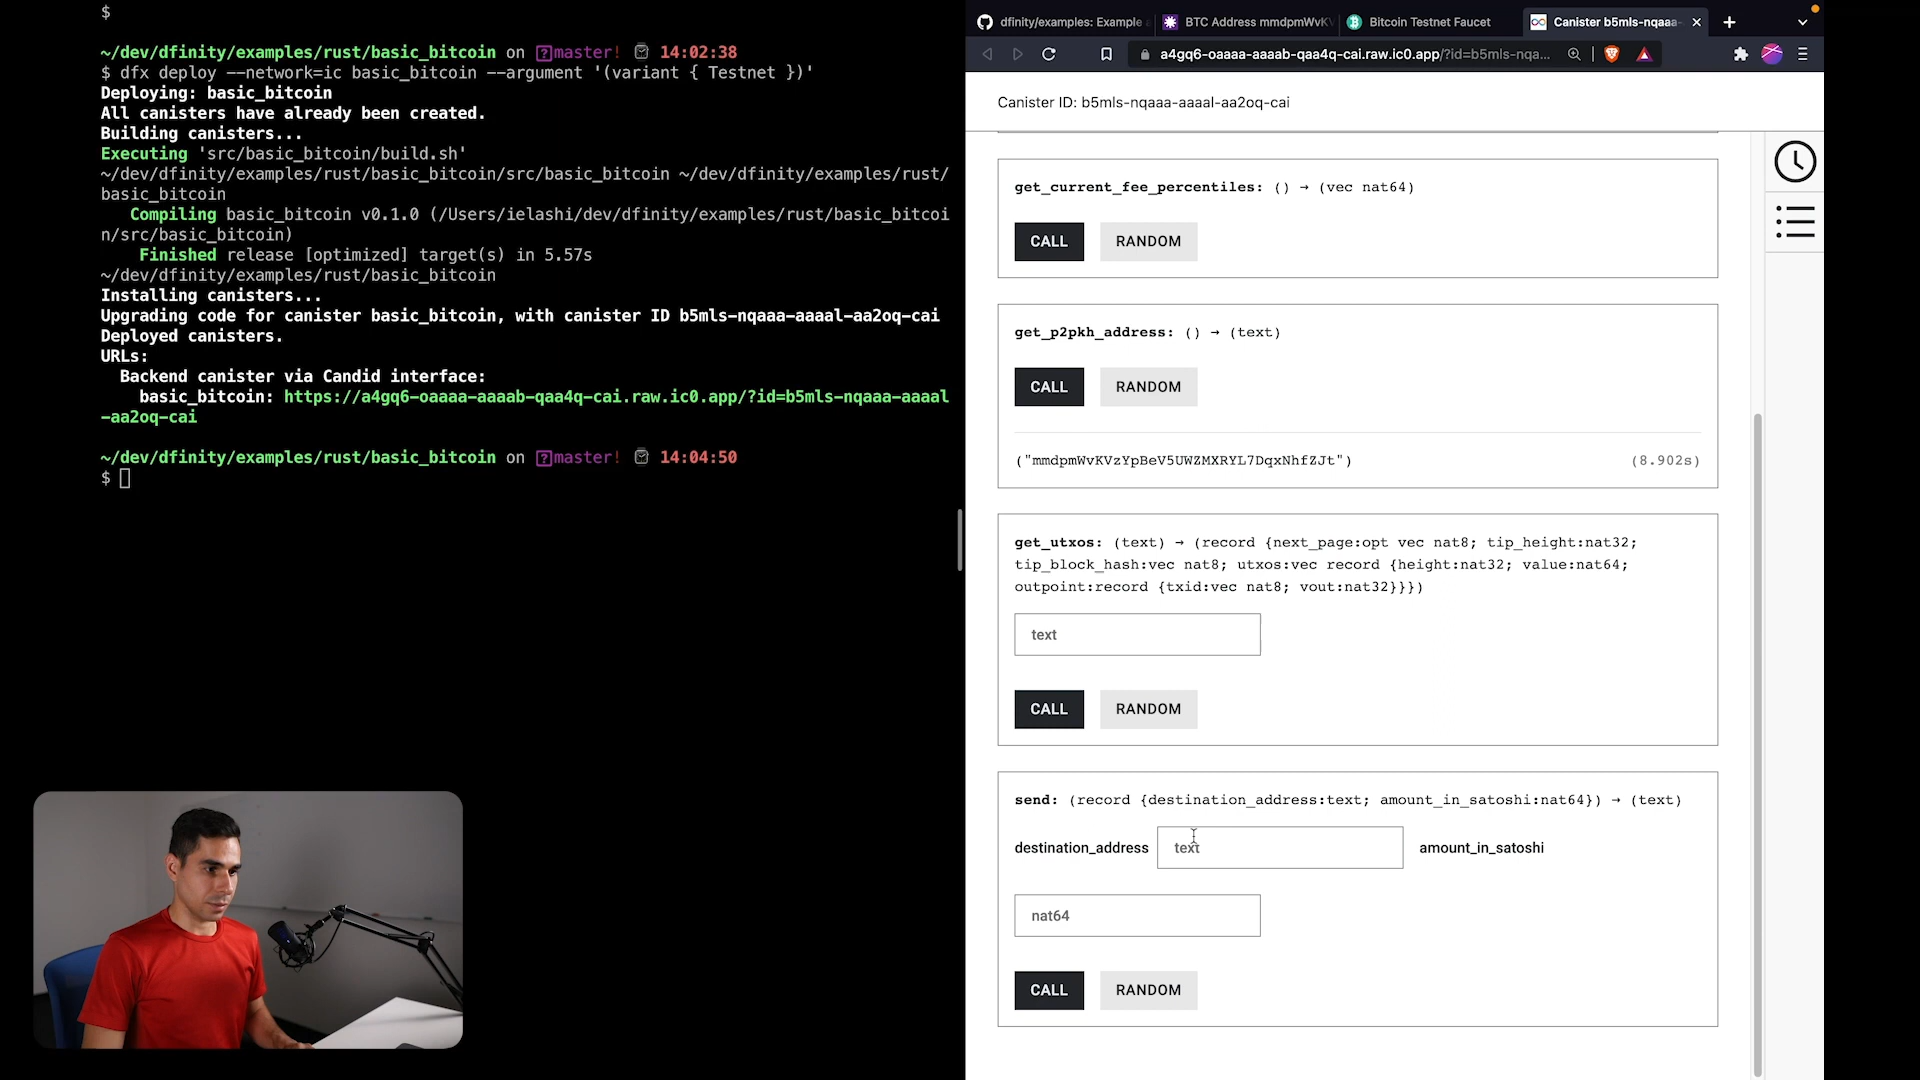 $
~/dev/dfinity/examples/rust/basic_bitcoin on master! 14:02:38
$ dfx deploy --network=ic basic_bitcoin --argument '(variant { Testnet })'
Deploying: basic_bitcoin
All canisters have already been created.
Building canisters...
Executing 'src/basic_bitcoin/build.sh'
~/dev/dfinity/examples/rust/basic_bitcoin/src/basic_bitcoin ~/dev/dfinity/examples/rust/
basic_bitcoin
Compiling basic_bitcoin v0.1.0 (/Users/ielashi/dev/dfinity/examples/rust/basic_bitcoi
n/src/basic_bitcoin)
Finished release [optimized] target(s) in 5.57s
~/dev/dfinity/examples/rust/basic_bitcoin
Installing canisters...
Upgrading code for canister basic_bitcoin, with canister ID b5mls-nqaaa-aaaal-aa2oq-cai
Deployed canisters.
URLs:
Backend canister via Candid interface:
basic_bitcoin: https://a4gq6-oaaaa-aaaab-qaa4q-cai.raw.ic0.app/?id=b5mls-nqaaa-aaaal
-aa2oq-cai
~/dev/dfinity/examples/rust/basic_bitcoin on master! 14:04:50
$
dfinity/examples: Example
BTC Address mmdpmWvKV
Bitcoin Testnet Faucet
Canister b5mls-nqaaa-
a4gq6-oaaaa-aaaab-qaa4q-cai.raw.ic0.app/?id=b5mls-nqa...
Canister ID: b5mls-nqaaa-aaaal-aa2oq-cai
get_current_fee_percentiles: () → (vec nat64)
CALL RANDOM
get_p2pkh_address: () → (text)
CALL RANDOM
("mmdpmWvKVzYpBeV5UWZMXRYL7DqxNhfZJt") (8.902s)
get_utxos: (text) → (record {next_page:opt vec nat8; tip_height:nat32;
tip_block_hash:vec nat8; utxos:vec record {height:nat32; value:nat64;
outpoint:record {txid:vec nat8; vout:nat32}}})
text
CALL RANDOM
send: (record {destination_address:text; amount_in_satoshi:nat64}) → (text)
destination_address text amount_in_satoshi
nat64
CALL RANDOM